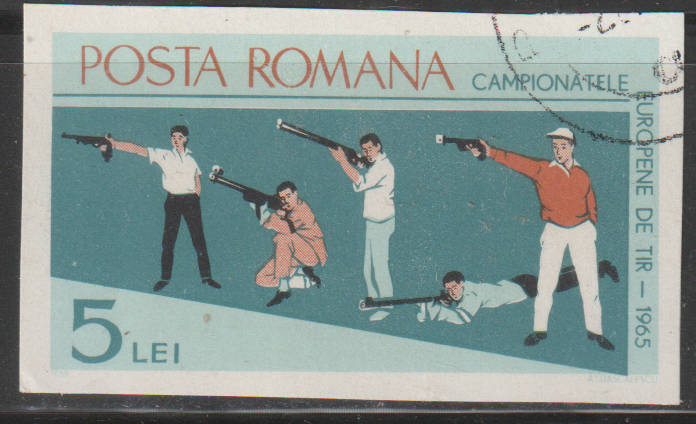 POSTA ROMANA
CAMPIONATELE
EUROPENE DE TIR — 1965
5 LEI